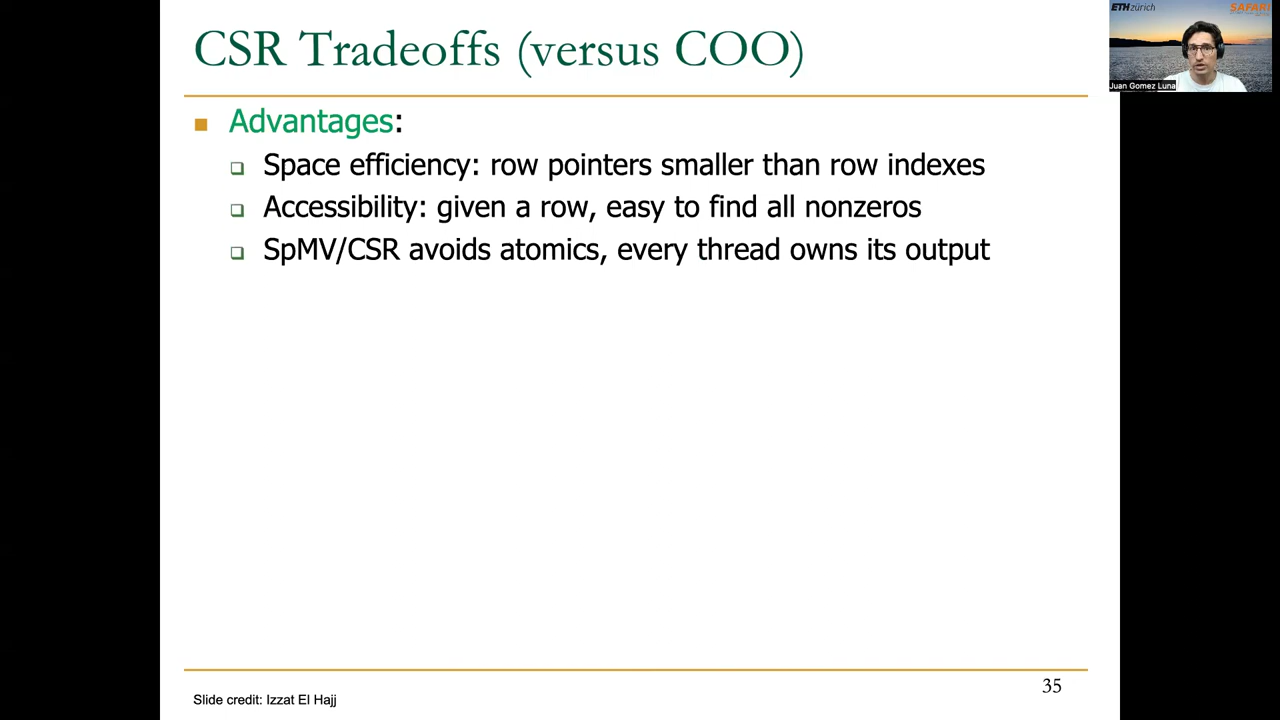 CSR Tradeoffs (versus COO)
Advantages:
Space efficiency: row pointers smaller than row indexes
Accessibility: given a row, easy to find all nonzeros
SpMV/CSR avoids atomics, every thread owns its output
Slide credit: Izzat El Hajj
35
ETH zürich
SAFARI
Juan Gomez Luna